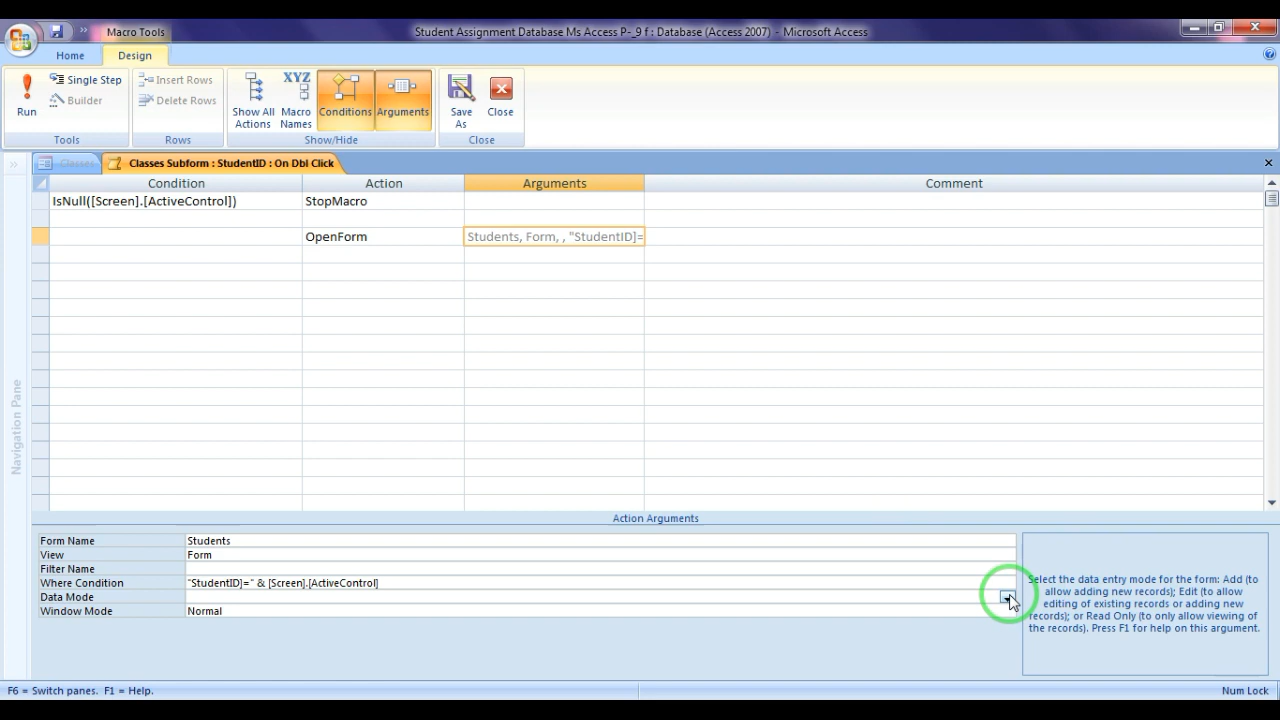 Macro Tools
Student Assignment Database Ms Access P-_9 f : Database (Access 2007) - Microsoft Access
Home
Design
Run
Single Step
Builder
Tools
Insert Rows
Delete Rows
Rows
Show All Actions
XYZ
Macro Names
Conditions
Arguments
Show/Hide
Save As
Close
Close
Classes
Classes Subform : StudentID : On Dbl Click
Condition
Action
Arguments
Comment
IsNull([Screen].[ActiveControl])
StopMacro
OpenForm
Students, Form, , "StudentID]=
Navigation Pane
Action Arguments
Form Name
Students
View
Form
Filter Name
Where Condition
"StudentID]=" & [Screen].[ActiveControl]
Data Mode
Window Mode
Normal
Select the data entry mode for the form: Add (to
allow adding new records); Edit (to allow
editing of existing records or adding new
records); or Read Only (to only allow viewing of
the records). Press F1 for help on this argument.
F6 = Switch panes. F1 = Help.
Num Lock